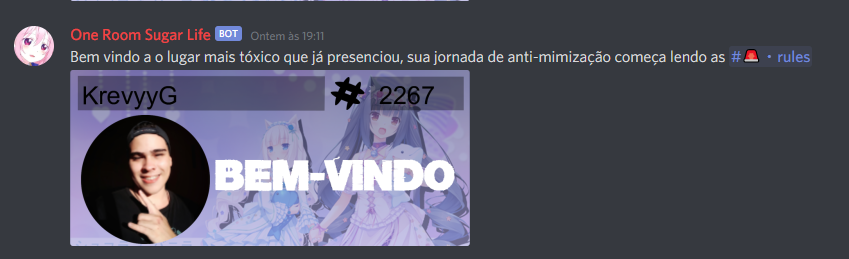 One Room Sugar Life BOT Ontem às 19:11
Bem vindo a o lugar mais tóxico que já presenciou, sua jornada de anti-mimização começa lendo as #🚨・rules
KrevyyG # 2267
BEM-VINDO